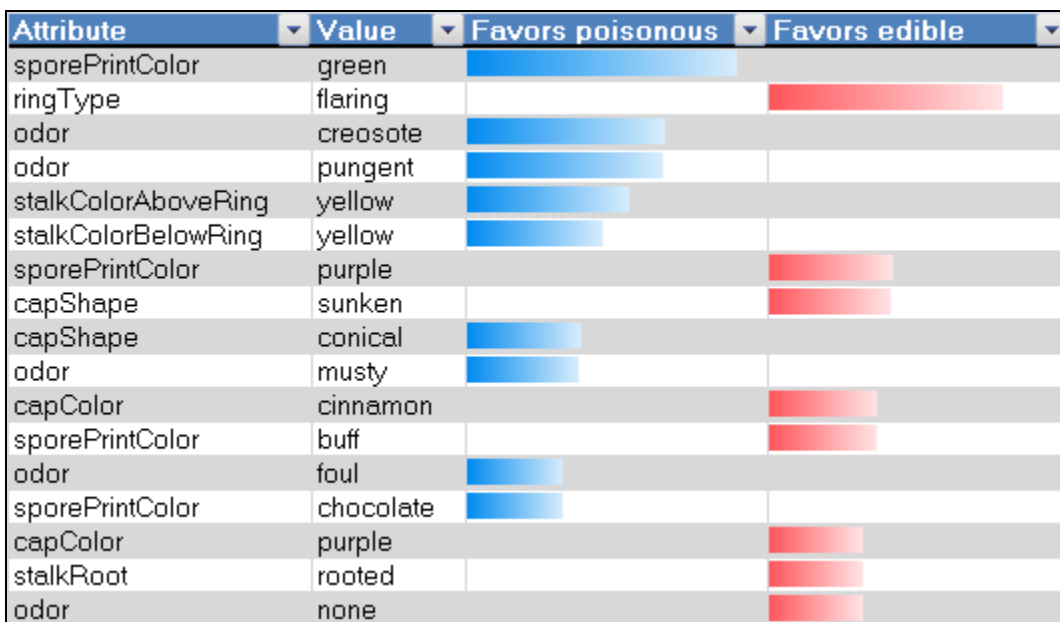 Attribute Value Favors poisonous Favors edible
sporePrintColor green
ringType flaring
odor creosote
odor pungent
stalkColorAboveRing yellow
stalkColorBelowRing yellow
sporePrintColor purple
capShape sunken
capShape conical
odor musty
capColor cinnamon
sporePrintColor buff
odor foul
sporePrintColor chocolate
capColor purple
stalkRoot rooted
odor none